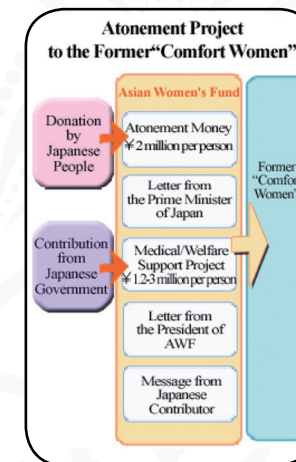 Atonement Project
to the Former“Comfort Women”
Donation
by
Japanese
People
Contribution
from
Japanese
Government
Asian Women's Fund
Atonement Money
¥2 million per person
Letter from
the Prime Minister
of Japan
Medical/Welfare
Support Project
¥1.2-3 million per person
Letter from
the President of
AWF
Message from
Japanese
Contributor
Former
“Comfort
Women”